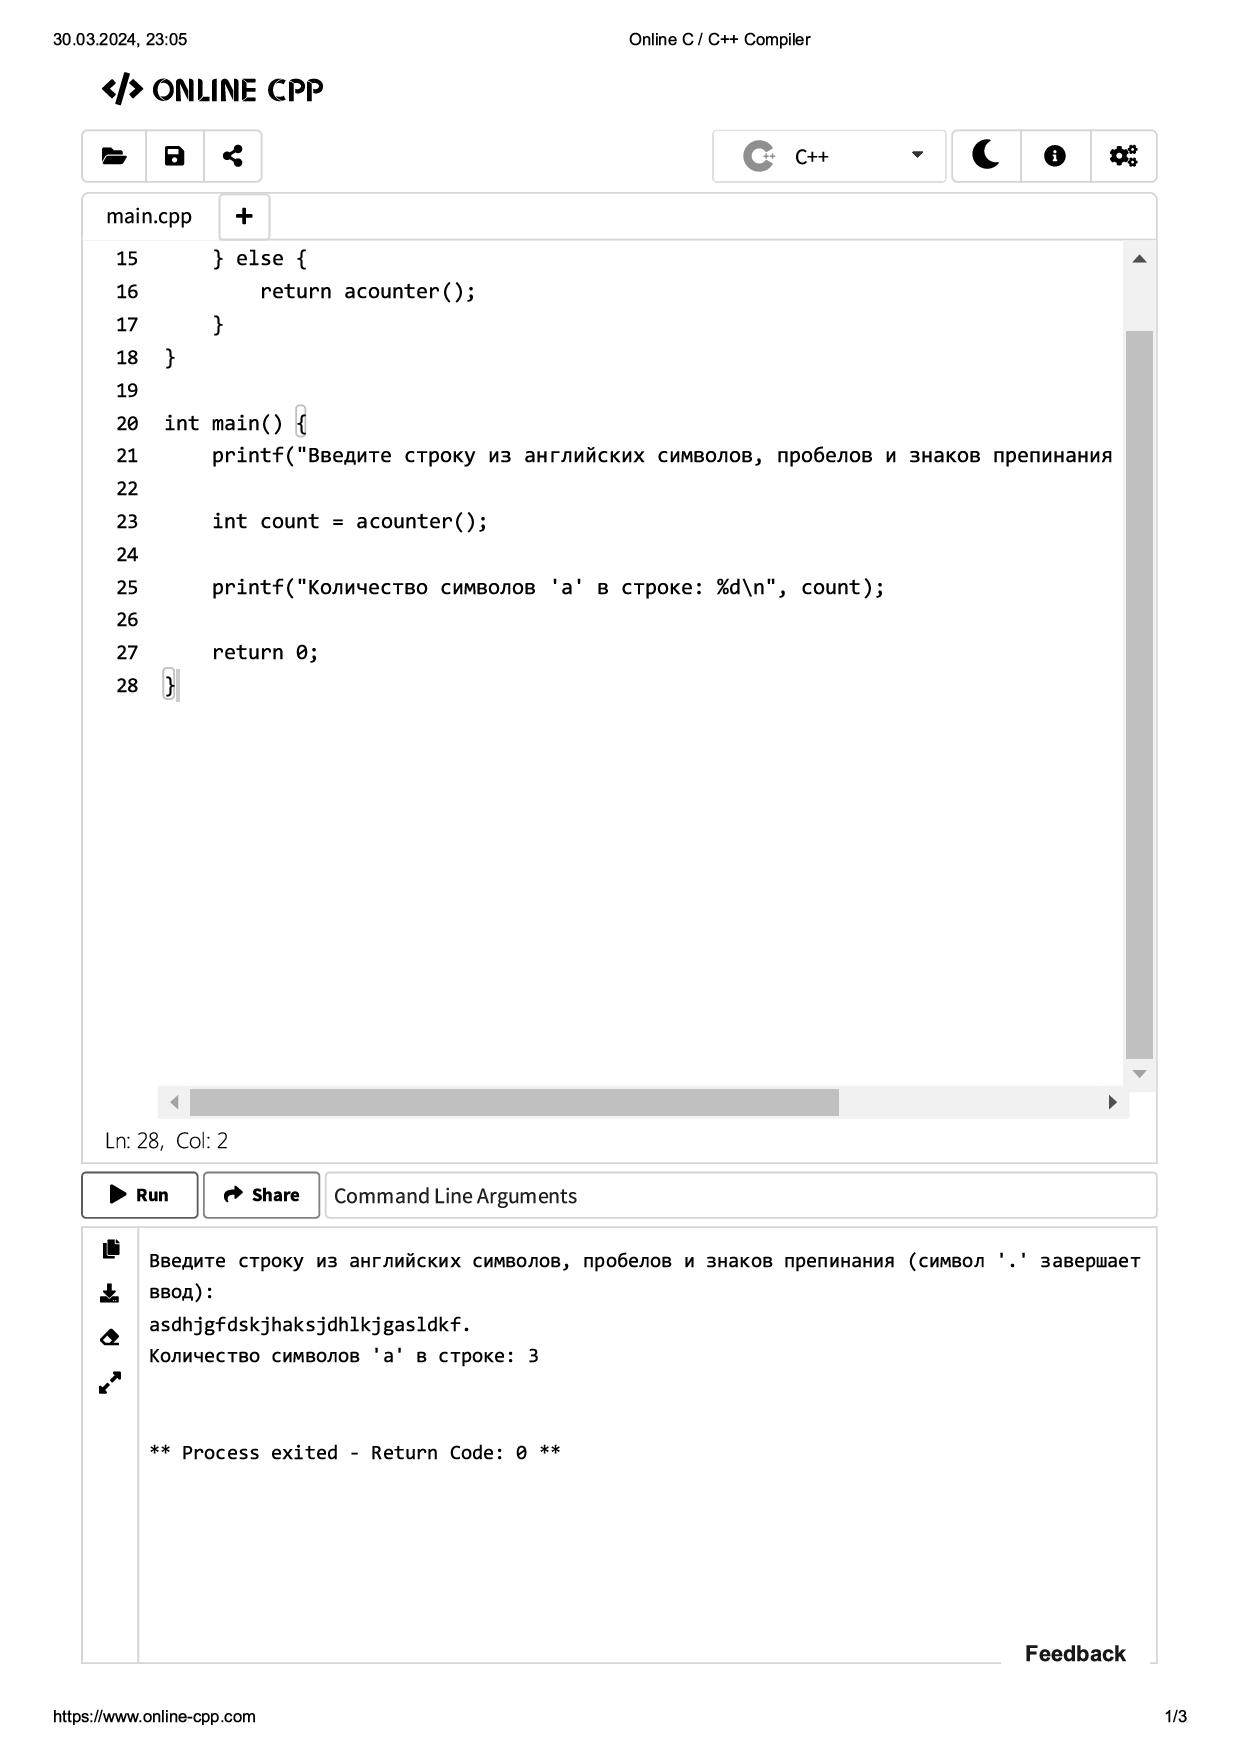 30.03.2024, 23:05
Online C / C++ Compiler
</> ONLINE CPP
C++
main.cpp
+
15 } else {
16 return acounter();
17 }
18 }
19
20 int main() {
21 printf("Введите строку из английских символов, пробелов и знаков препинания
22
23 int count = acounter();
24
25 printf("Количество символов 'a' в строке: %d\n", count);
26
27 return 0;
28 }
Ln: 28, Col: 2
Run
Share
Command Line Arguments
Введите строку из английских символов, пробелов и знаков препинания (символ '.' завершает
ввод):
asdhjgfdskjhaksjdhlkjgasldkf.
Количество символов 'a' в строке: 3
** Process exited - Return Code: 0 **
Feedback
https://www.online-cpp.com
1/3